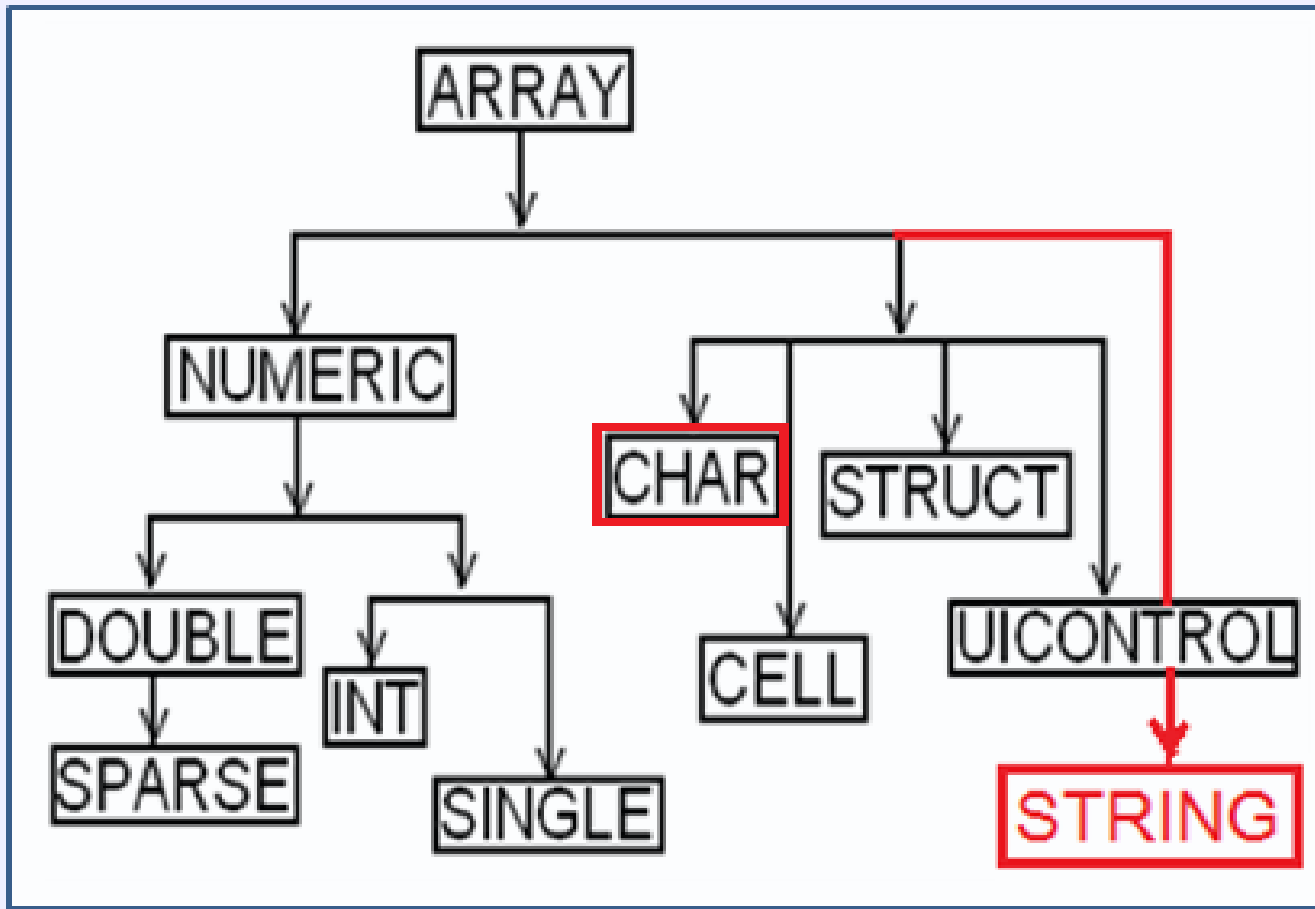 ARRAY
NUMERIC
CHAR
STRUCT
DOUBLE
INT
CELL
UICONTROL
SPARSE
SINGLE
STRING